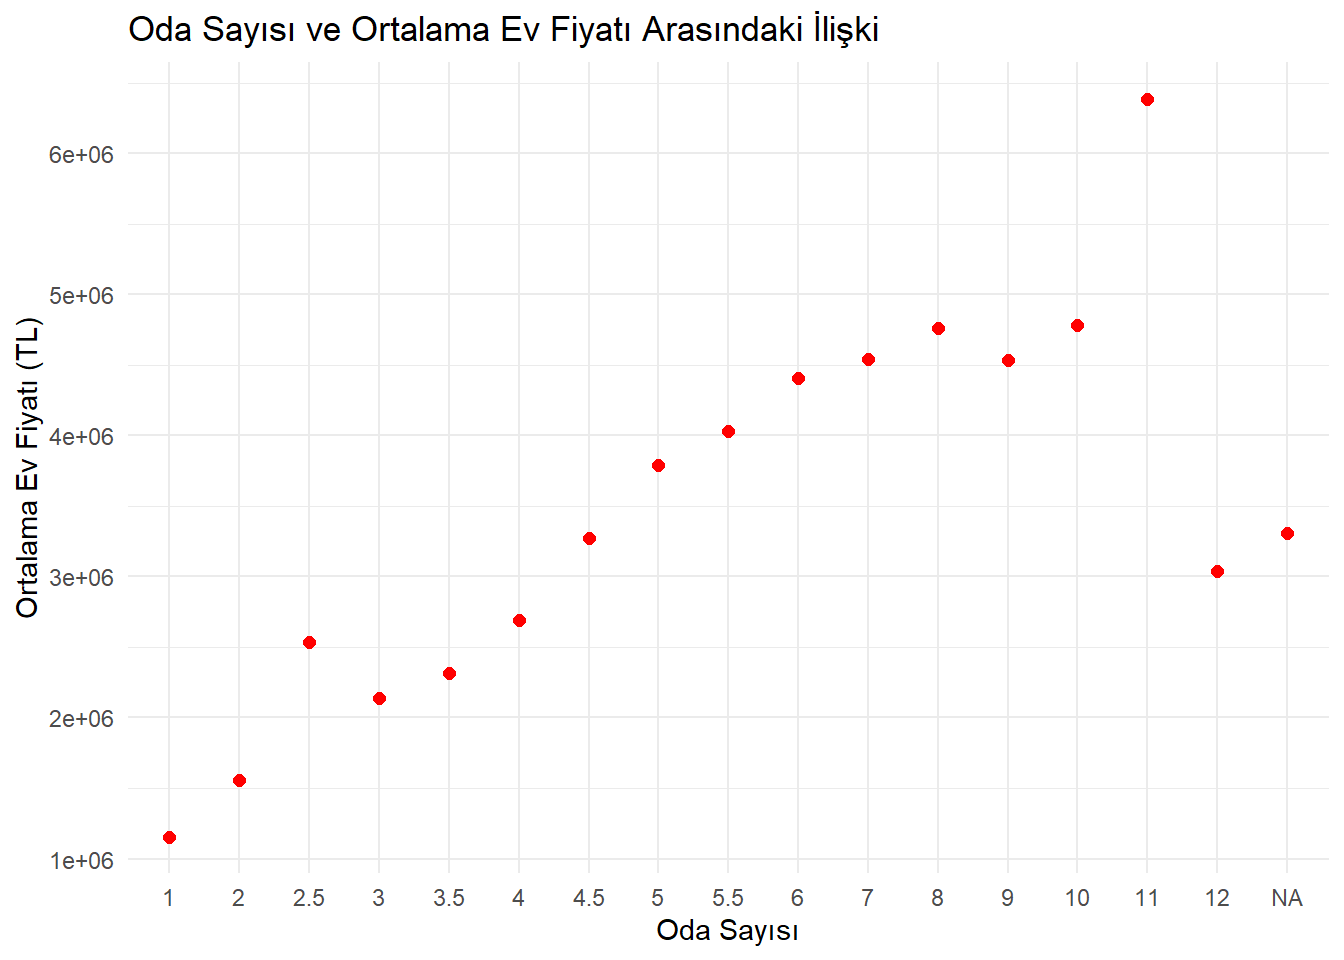 Oda Sayısı ve Ortalama Ev Fiyatı Arasındaki İlişki
Ortalama Ev Fiyatı (TL)
6e+06
5e+06
4e+06
3e+06
2e+06
1e+06
1 2 2.5 3 3.5 4 4.5 5 5.5 6 7 8 9 10 11 12 NA
Oda Sayısı